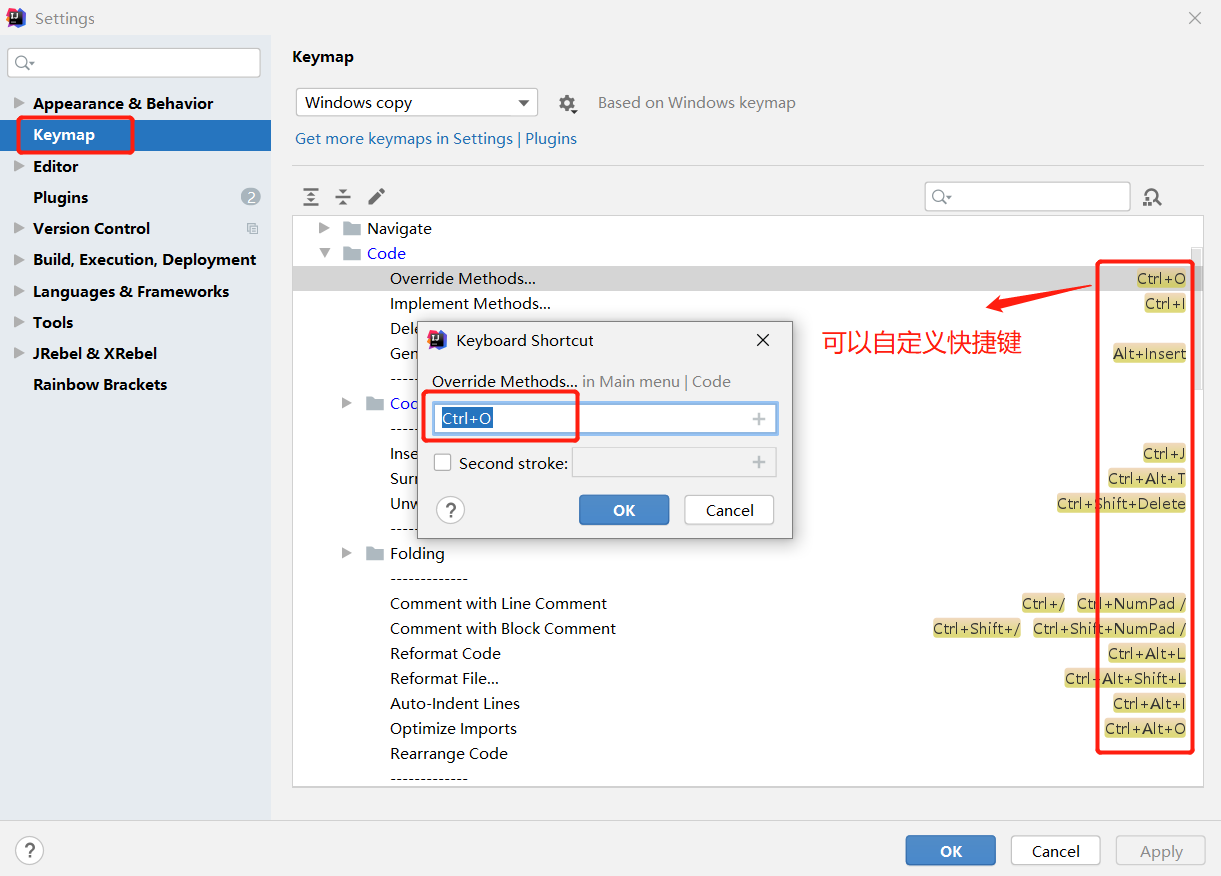 Settings
Keymap
Appearance & Behavior
Windows copy
Based on Windows keymap
Keymap
Get more keymaps in Settings | Plugins
Editor
Plugins
2
Version Control
Navigate
Code
Build, Execution, Deployment
Override Methods...
Ctrl+O
Languages & Frameworks
Implement Methods...
Ctrl+I
Tools
Dele
Keyboard Shortcut
可以自定义快捷键
JRebel & XRebel
Gen
Alt+Insert
Rainbow Brackets
Override Methods... in Main menu | Code
Ctrl+O
Inse
Ctrl+J
Second stroke:
Surr
Ctrl+Alt+T
Unw
Ctrl+Shift+Delete
?
OK
Cancel
Folding
-------------
Comment with Line Comment
Ctrl+/
Ctrl+NumPad /
Comment with Block Comment
Ctrl+Shift+/
Ctrl+Shift+NumPad /
Reformat Code
Ctrl+Alt+L
Reformat File...
Ctrl+Alt+Shift+L
Auto-Indent Lines
Ctrl+Alt+I
Optimize Imports
Ctrl+Alt+O
Rearrange Code
-------------
?
OK
Cancel
Apply